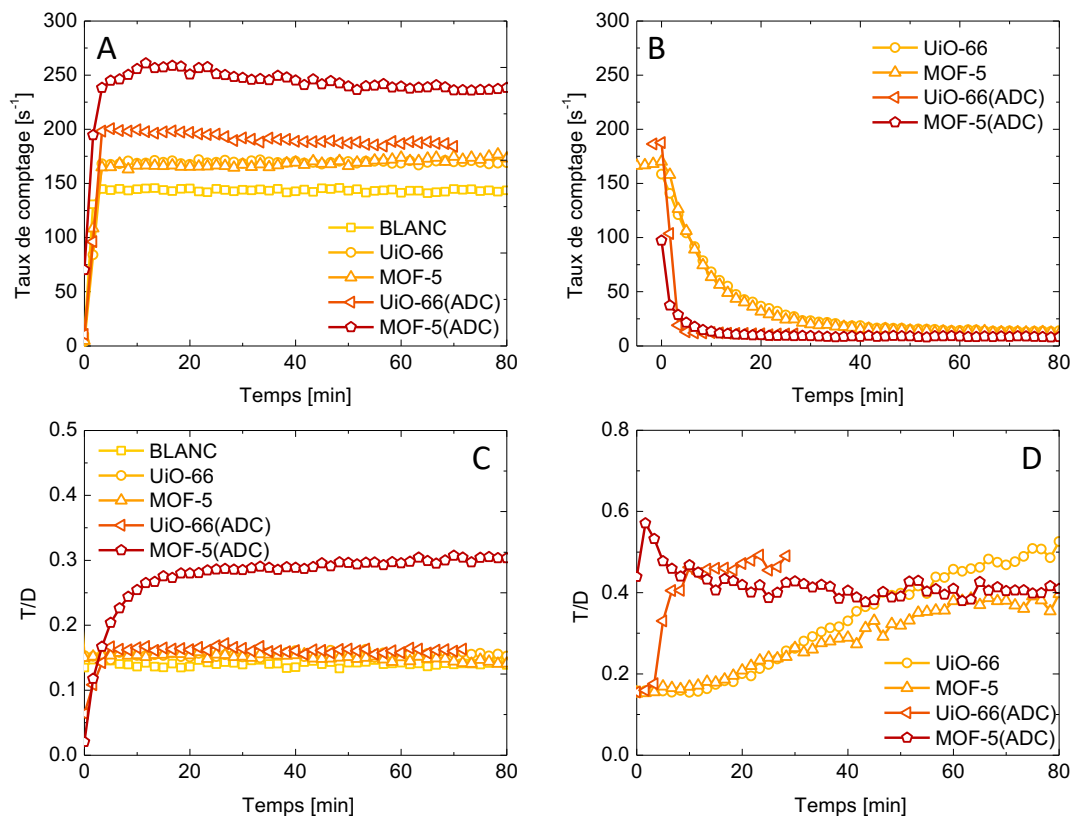 A
Taux de comptage [s⁻¹]
300
250
200
150
100
50
0
BLANC
UiO-66
MOF-5
UiO-66(ADC)
MOF-5(ADC)
0 20 40 60 80
Temps [min]
B
Taux de comptage [s⁻¹]
300
250
200
150
100
50
0
UiO-66
MOF-5
UiO-66(ADC)
MOF-5(ADC)
0 20 40 60 80
Temps [min]
C
T/D
0.5
0.4
0.3
0.2
0.1
0.0
BLANC
UiO-66
MOF-5
UiO-66(ADC)
MOF-5(ADC)
0 20 40 60 80
Temps [min]
D
T/D
0.8
0.6
0.4
0.2
0.0
UiO-66
MOF-5
UiO-66(ADC)
MOF-5(ADC)
0 20 40 60 80
Temps [min]